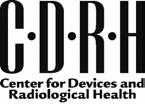 C·D·R·H
Center for Devices and
Radiological Health